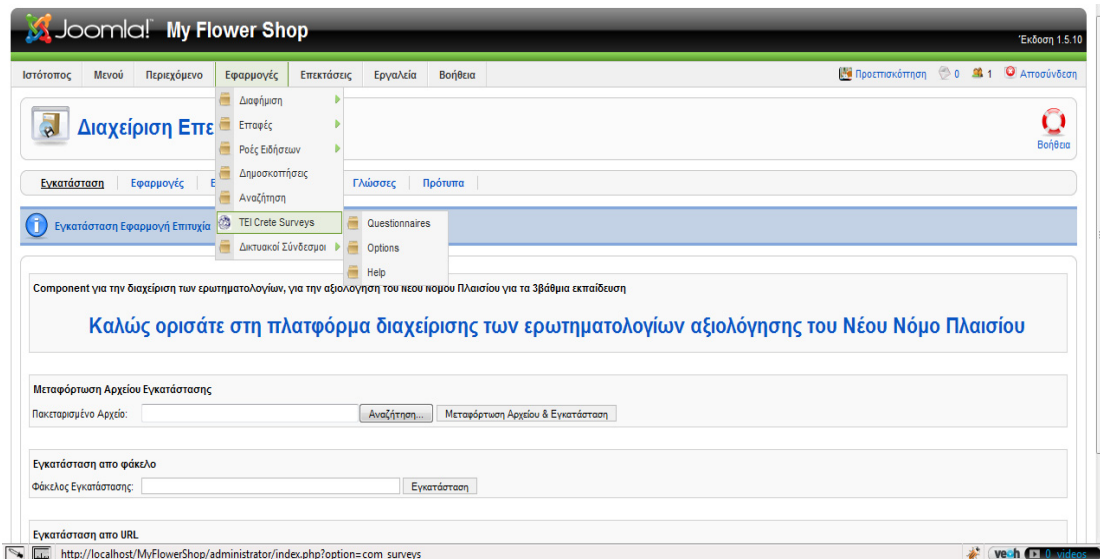 Joomla! My Flower Shop
Έκδοση 1.5.10
Ιστότοπος Μενού Περιεχόμενο Εφαρμογές Επεκτάσεις Εργαλεία Βοήθεια Προεπισκόπηση 0 1 Αποσύνδεση
Διαφήμιση
Διαχείριση Επε
Επαφές
Βοήθεια
Ροές Ειδήσεων
Δημοσκοπήσεις
Εγκατάσταση Εφαρμογές Ε Γλώσσες Πρότυπα
Αναζήτηση
Εγκατάσταση Εφαρμογή Επιτυχία
TEI Crete Surveys Questionnaires
Δικτυακοί Σύνδεσμοι Options
Help
Component για την διαχείριση των ερωτηματολογίων, για την αξιολόγηση του Νέου Νόμου Πλαισίου για τα 3βάθμια εκπαίδευση
Καλώς ορισάτε στη πλατφόρμα διαχείρισης των ερωτηματολογίων αξιολόγησης του Νέου Νόμο Πλαισίου
Μεταφόρτωση Αρχείου Εγκατάστασης
Πακεταρισμένο Αρχείο: Αναζήτηση... Μεταφόρτωση Αρχείου & Εγκατάσταση
Εγκατάσταση απο φάκελο
Φάκελος Εγκατάστασης: Εγκατάσταση
Εγκατάσταση απο URL
http://localhost/MyFlowerShop/administrator/index.php?option=com_surveys veoh 0 videos